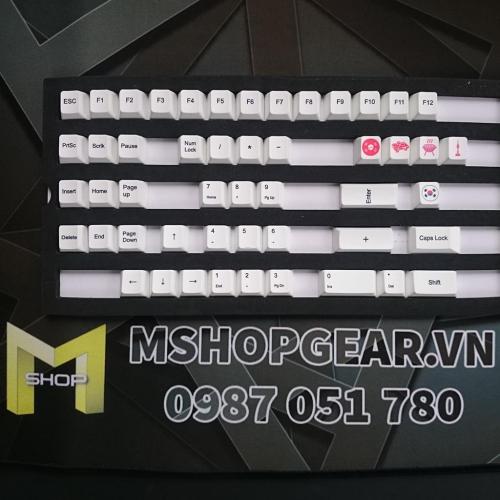 ESC F1 F2 F3 F4 F5 F6 F7 F8 F9 F10 F11 F12
PrtSc Scrlk Pause Num Lock / * -
Insert Home Page up 7 Home 8 9 Pg Up Enter
Delete End Page Down ↑ 4 5 6 + Caps Lock
← ↓ → 1 End 2 3 Pg Dn 0 Ins . Del Shift
M SHOP
MSHOPGEAR.VN
0987 051 780